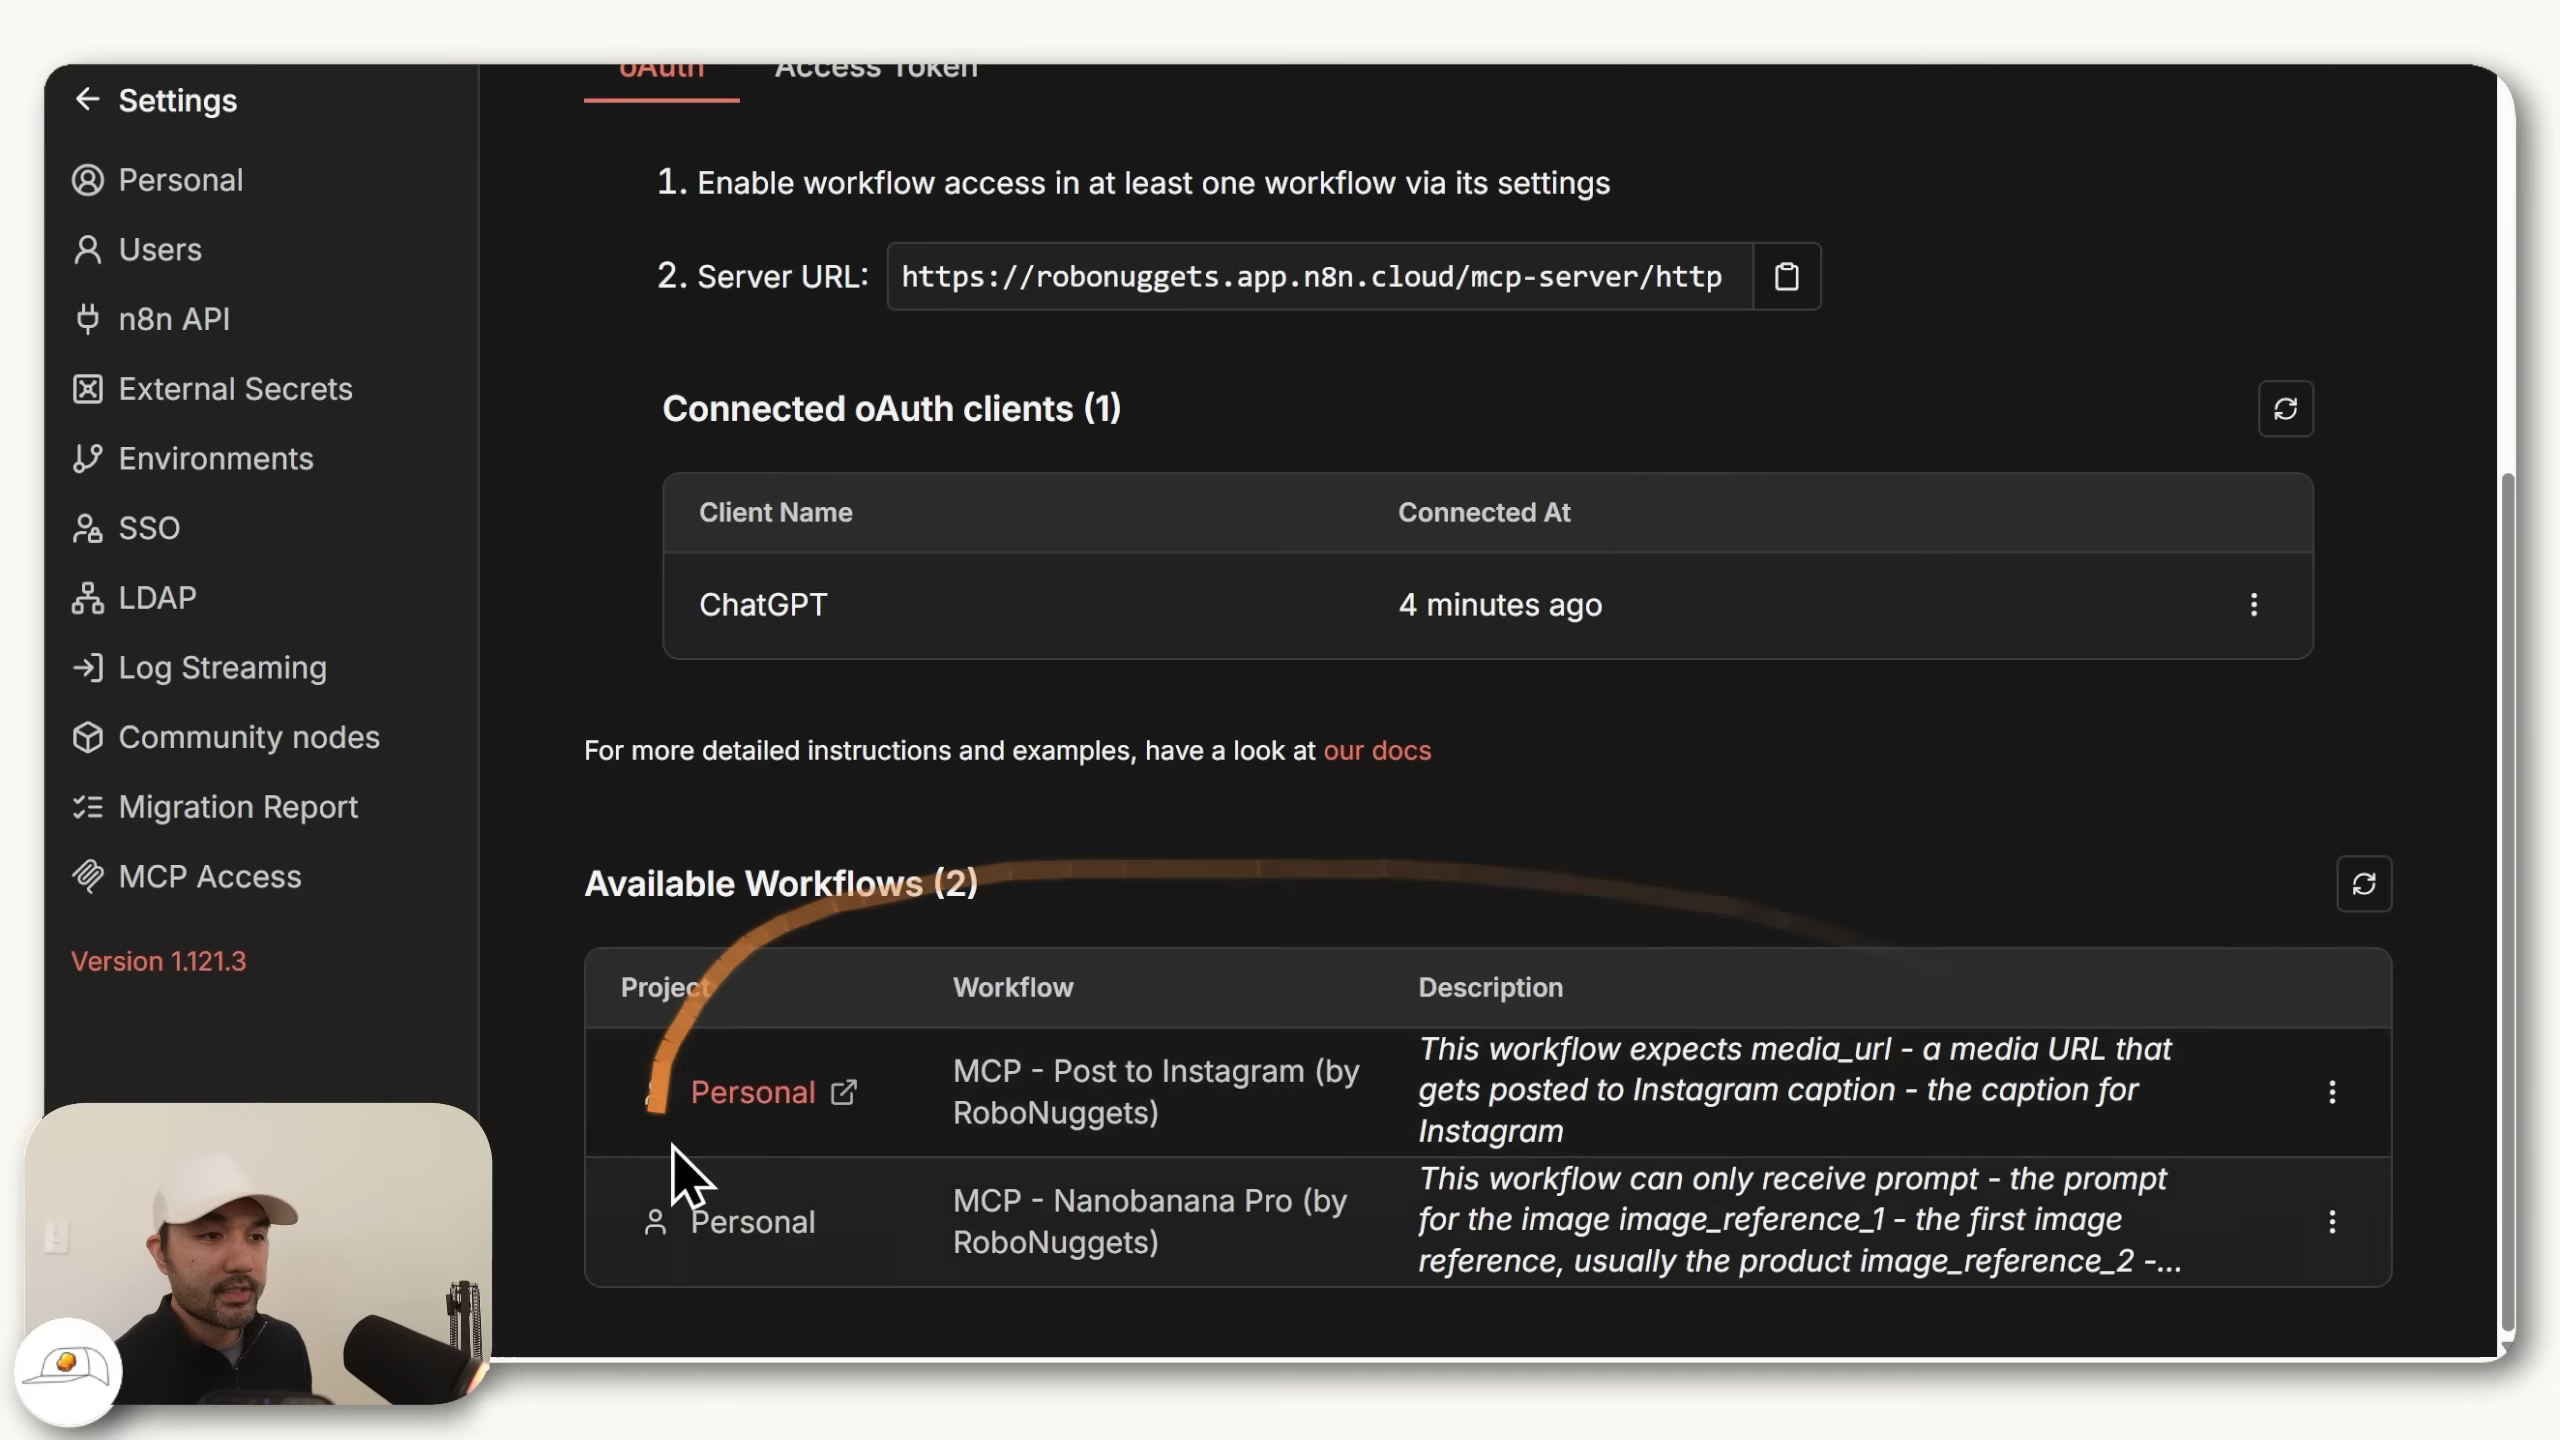 Settings
Personal
Users
n8n API
External Secrets
Environments
SSO
LDAP
Log Streaming
Community nodes
Migration Report
MCP Access
Version 1.121.3
oAuth
Access Token
1. Enable workflow access in at least one workflow via its settings
2. Server URL: https://robonuggets.app.n8n.cloud/mcp-server/http
Connected oAuth clients (1)
Client Name Connected At
ChatGPT 4 minutes ago
For more detailed instructions and examples, have a look at our docs
Available Workflows (2)
Project Workflow Description
Personal
MCP - Post to Instagram (by
RoboNuggets)
This workflow expects media_url - a media URL that
gets posted to Instagram caption - the caption for
Instagram
Personal
MCP - Nanobanana Pro (by
RoboNuggets)
This workflow can only receive prompt - the prompt
for the image image_reference_1 - the first image
reference, usually the product image_reference_2 -...